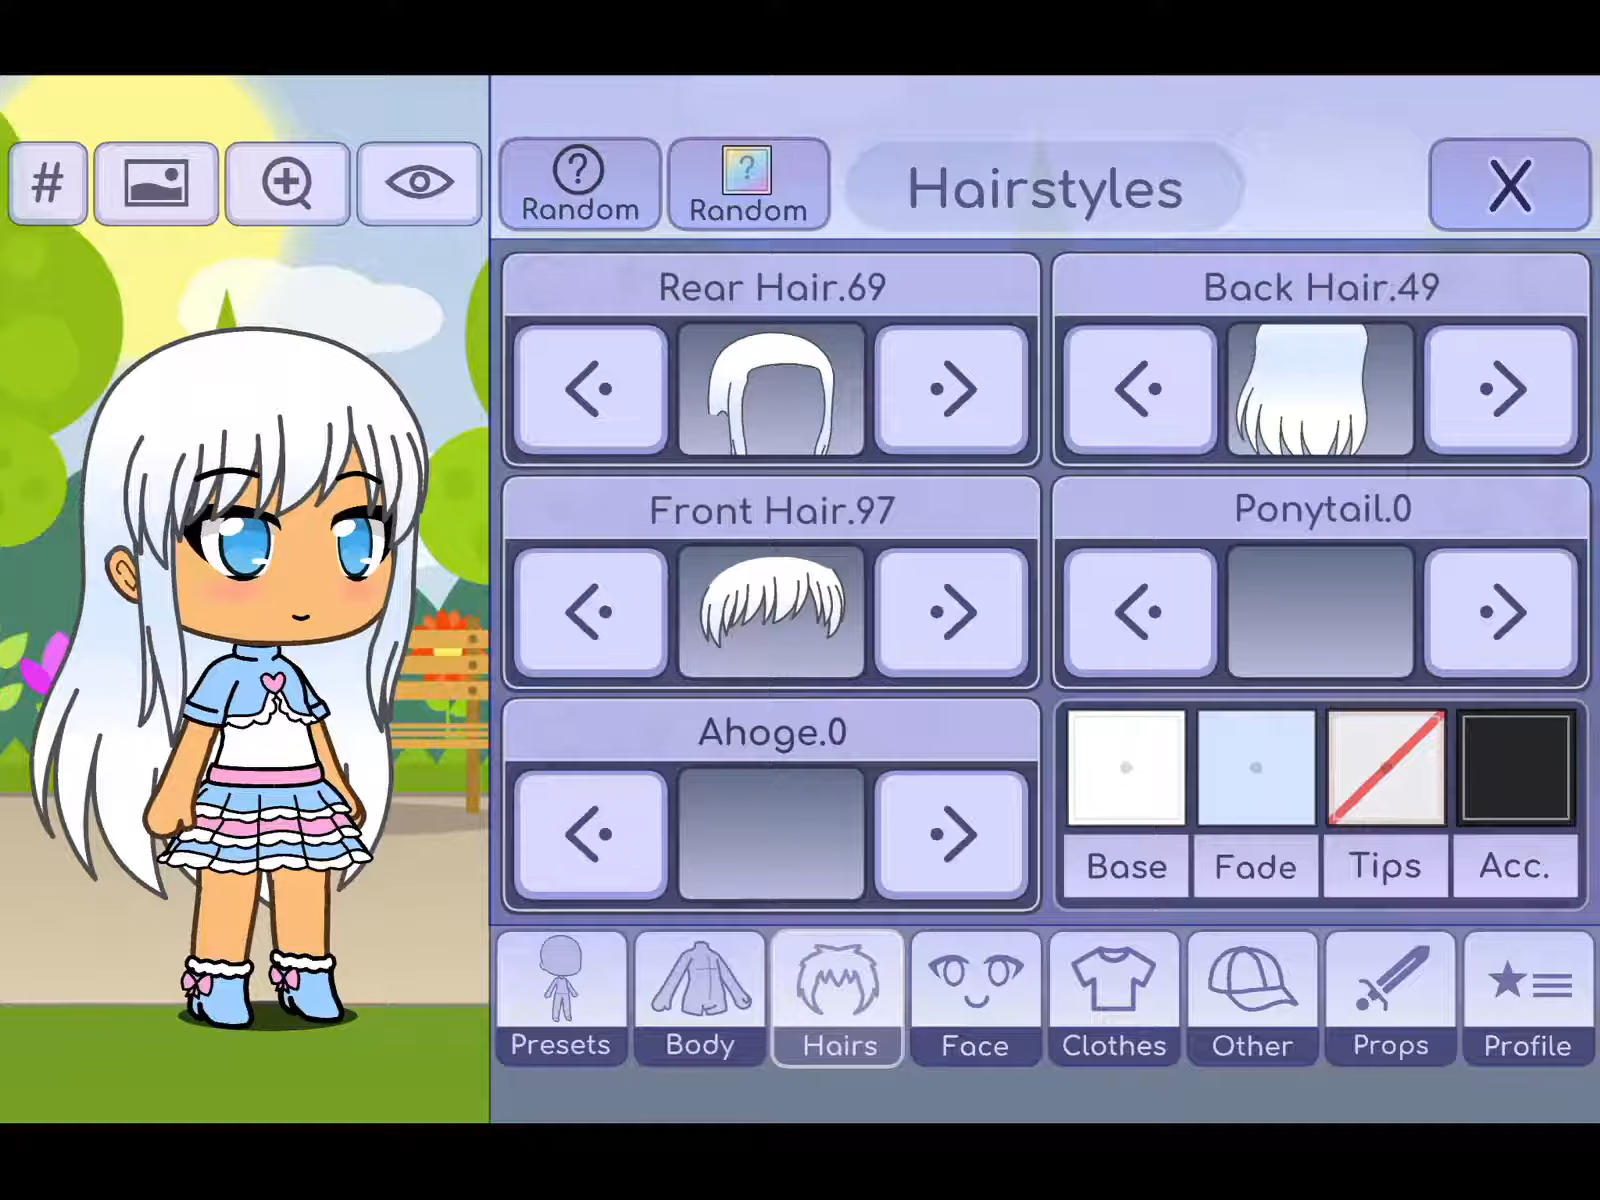 #
? Random
? Random
Hairstyles
X
Rear Hair.69
Back Hair.49
Front Hair.97
Ponytail.0
Ahoge.0
Base
Fade
Tips
Acc.
Presets
Body
Hairs
Face
Clothes
Other
Props
Profile